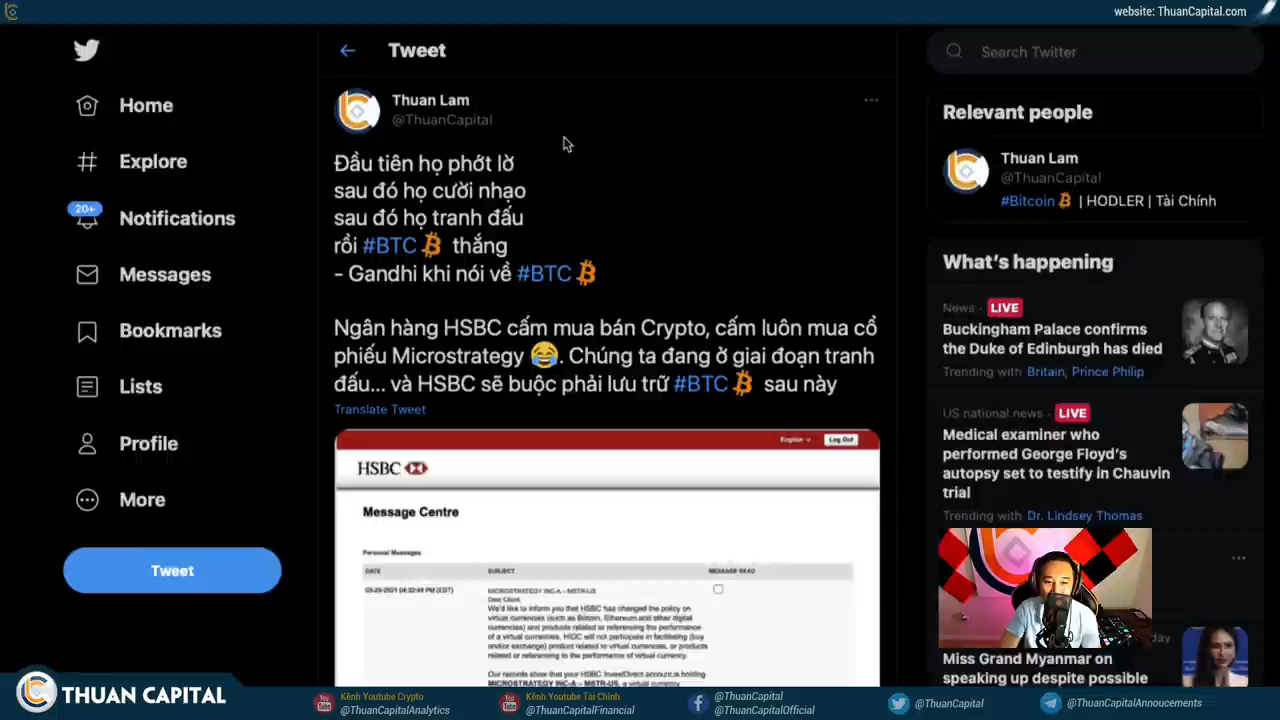 website: ThuanCapital.com
Tweet
Search Twitter
Home
Explore
20+
Notifications
Messages
Bookmarks
Lists
Profile
More
Tweet
Thuan Lam
@ThuanCapital
Đầu tiên họ phớt lờ
sau đó họ cười nhạo
sau đó họ tranh đấu
rồi #BTC thắng
- Gandhi khi nói về #BTC
Ngân hàng HSBC cấm mua bán Crypto, cấm luôn mua cổ
phiếu Microstrategy 😂. Chúng ta đang ở giai đoạn tranh
đấu... và HSBC sẽ buộc phải lưu trữ #BTC sau này
Translate Tweet
English
Log Out
HSBC
Message Centre
Personal Messages
DATE SUBJECT MESSAGE READ
03-29-2021 04:32:48 PM (EDT) MICROSTRATEGY INC-A – MSTR-US
Dear Client,
We'd like to inform you that HSBC has changed the policy on
virtual currencies (such as Bitcoin, Ethereum and other digital
currencies) and products related or referencing the performance
of a virtual currencies. HSBC will not participate in facilitating (buy
and/or exchange) product related to virtual currencies, or products
related or referencing to the performance of virtual currency.
Our records show that your HSBC InvestDirect account is holding
MICROSTRATEGY INC-A – MSTR-US, a virtual currency
Relevant people
Thuan Lam
@ThuanCapital
#Bitcoin | HODLER | Tài Chính
What's happening
News · LIVE
Buckingham Palace confirms
the Duke of Edinburgh has died
Trending with Britain, Prince Philip
US national news · LIVE
Medical examiner who
performed George Floyd's
autopsy set to testify in Chauvin
trial
Trending with Dr. Lindsey Thomas
day
Miss Grand Myanmar on
speaking up despite possible
THUAN CAPITAL
Kênh Youtube Crypto
@ThuanCapitalAnalytics
Kênh Youtube Tài Chính
@ThuanCapitalFinancial
@ThuanCapital
@ThuanCapitalOfficial
@ThuanCapital
@ThuanCapitalAnnoucements